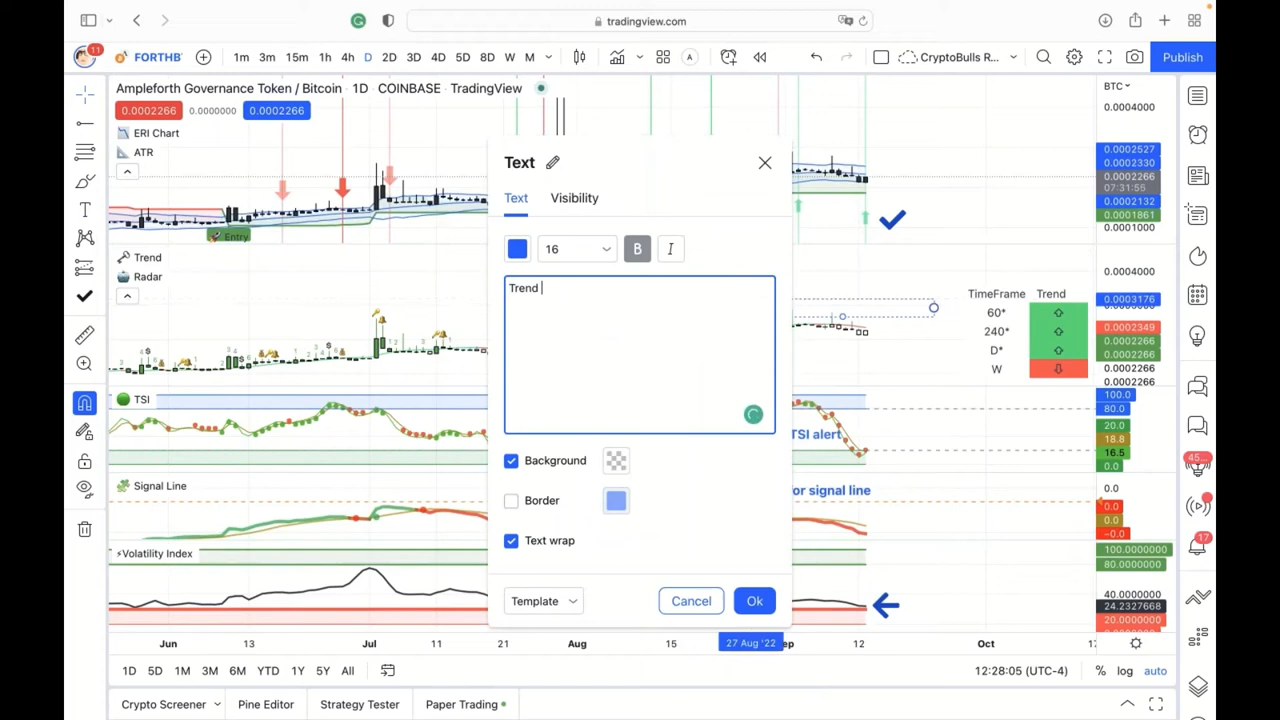 tradingview.com
11
FORTHB'
1m 3m 15m 1h 4h D 2D 3D 4D 5D 8D W M
CryptoBulls R...
Publish
Ampleforth Governance Token / Bitcoin · 1D · COINBASE · TradingView
BTC
0.0002266 0.0000000 0.0002266
0.0004000
ERI Chart
ATR
0.0002527
0.0002330
0.0002266
07:31:55
0.0002132
0.0001861
0.0001000
Entry
Text
Text Visibility
16 B I
Trend
Trend
Radar
0.0004000
0.0003176
TimeFrame Trend
60*
240*
D*
W
0.0002349
0.0002266
0.0002266
0.0002266
0.0002266
TSI
TSI alert
100.0
80.0
20.0
18.8
16.5
0.0
Background
Signal Line
for signal line
0.0
0.0
0.0
−0.0
Border
Text wrap
⚡Volatility Index
100.0000000
80.0000000
40.0000000
24.2327668
20.0000000
Template Cancel Ok
45...
17
Jun 13 Jul 11 21 Aug 15 27 Aug '22 ep 12 Oct 17
1D 5D 1M 3M 6M YTD 1Y 5Y All
12:28:05 (UTC-4) % log auto
Crypto Screener Pine Editor Strategy Tester Paper Trading